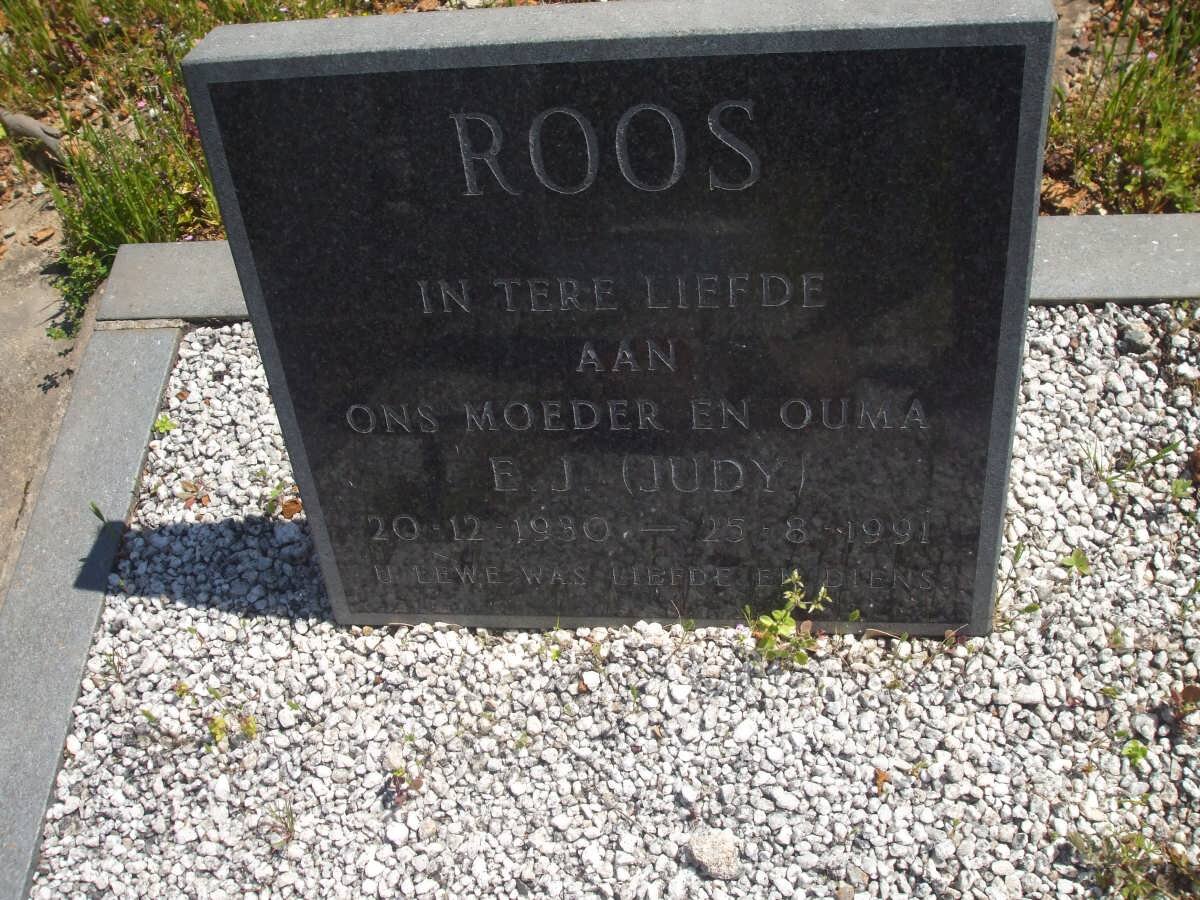 ROOS
IN TERE LIEFDE
AAN
ONS MOEDER EN OUMA
E. J. (JUDY)
20-12-1930 — 25-8-1991
U LEWE WAS LIEFDE EN DIENS